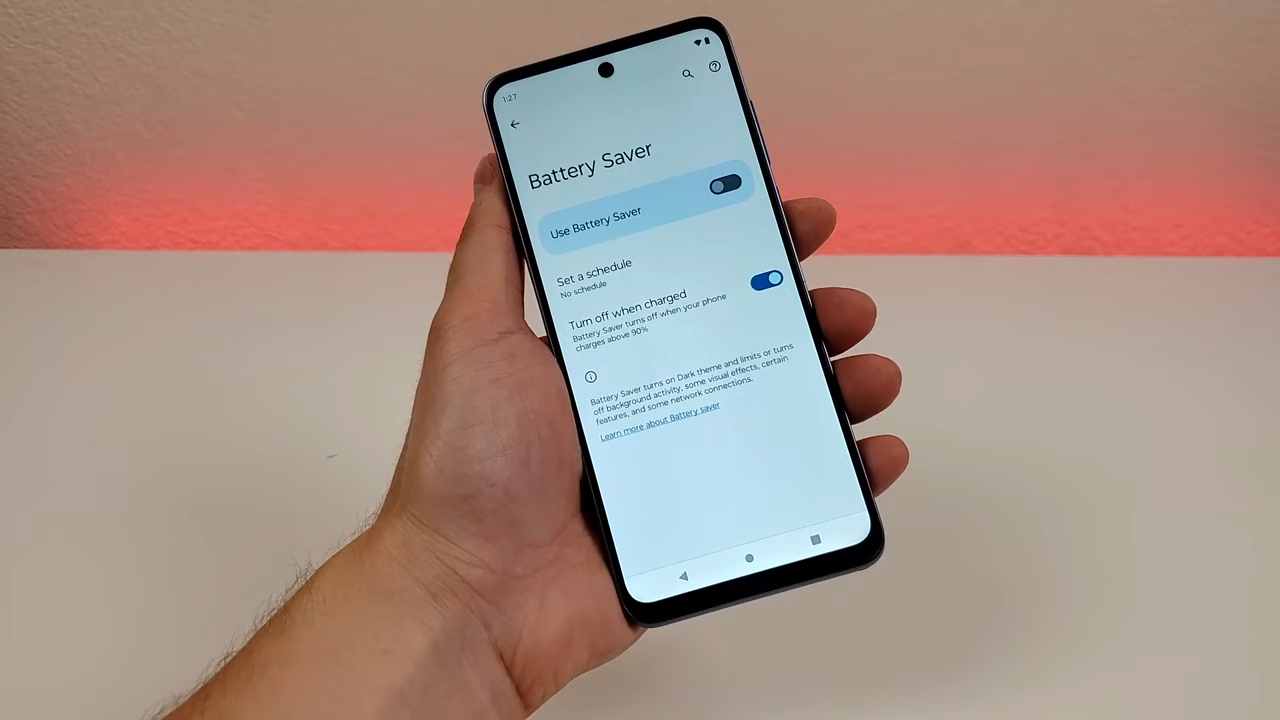 1:27
Battery Saver
Use Battery Saver
Set a schedule
No schedule
Turn off when charged
Battery Saver turns off when your phone
charges above 90%
Battery Saver turns on Dark theme and limits or turns
off background activity, some visual effects, certain
features, and some network connections.
Learn more about Battery saver